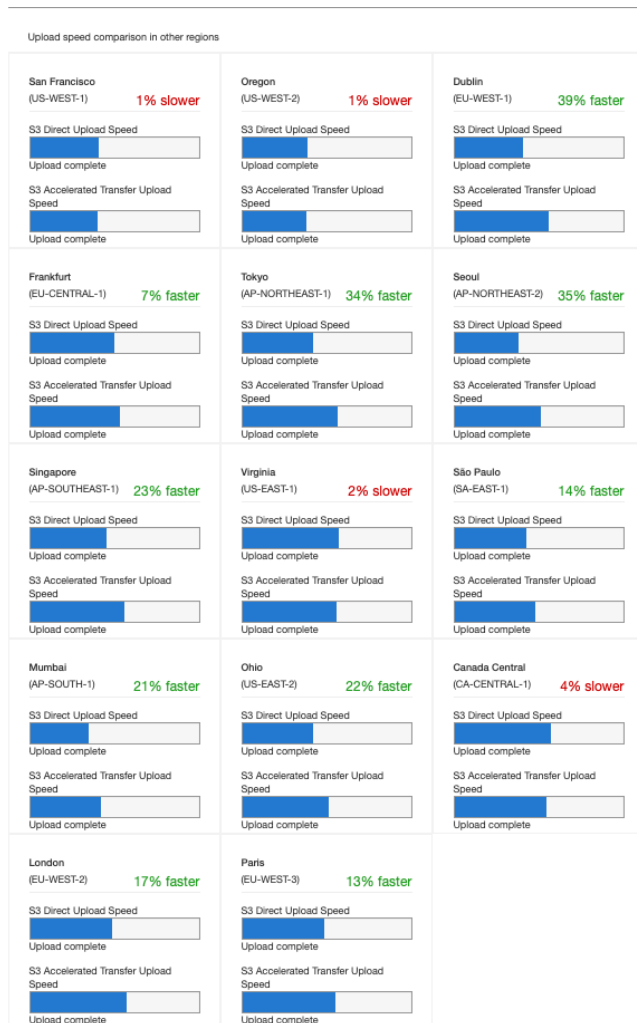 Upload speed comparison in other regions
San Francisco
(US-WEST-1) 1% slower
S3 Direct Upload Speed
Upload complete
S3 Accelerated Transfer Upload
Speed
Upload complete
Oregon
(US-WEST-2) 1% slower
S3 Direct Upload Speed
Upload complete
S3 Accelerated Transfer Upload
Speed
Upload complete
Dublin
(EU-WEST-1) 39% faster
S3 Direct Upload Speed
Upload complete
S3 Accelerated Transfer Upload
Speed
Upload complete
Frankfurt
(EU-CENTRAL-1) 7% faster
S3 Direct Upload Speed
Upload complete
S3 Accelerated Transfer Upload
Speed
Upload complete
Tokyo
(AP-NORTHEAST-1) 34% faster
S3 Direct Upload Speed
Upload complete
S3 Accelerated Transfer Upload
Speed
Upload complete
Seoul
(AP-NORTHEAST-2) 35% faster
S3 Direct Upload Speed
Upload complete
S3 Accelerated Transfer Upload
Speed
Upload complete
Singapore
(AP-SOUTHEAST-1) 23% faster
S3 Direct Upload Speed
Upload complete
S3 Accelerated Transfer Upload
Speed
Upload complete
Virginia
(US-EAST-1) 2% slower
S3 Direct Upload Speed
Upload complete
S3 Accelerated Transfer Upload
Speed
Upload complete
São Paulo
(SA-EAST-1) 14% faster
S3 Direct Upload Speed
Upload complete
S3 Accelerated Transfer Upload
Speed
Upload complete
Mumbai
(AP-SOUTH-1) 21% faster
S3 Direct Upload Speed
Upload complete
S3 Accelerated Transfer Upload
Speed
Upload complete
Ohio
(US-EAST-2) 22% faster
S3 Direct Upload Speed
Upload complete
S3 Accelerated Transfer Upload
Speed
Upload complete
Canada Central
(CA-CENTRAL-1) 4% slower
S3 Direct Upload Speed
Upload complete
S3 Accelerated Transfer Upload
Speed
Upload complete
London
(EU-WEST-2) 17% faster
S3 Direct Upload Speed
Upload complete
S3 Accelerated Transfer Upload
Speed
Upload complete
Paris
(EU-WEST-3) 13% faster
S3 Direct Upload Speed
Upload complete
S3 Accelerated Transfer Upload
Speed
Upload complete